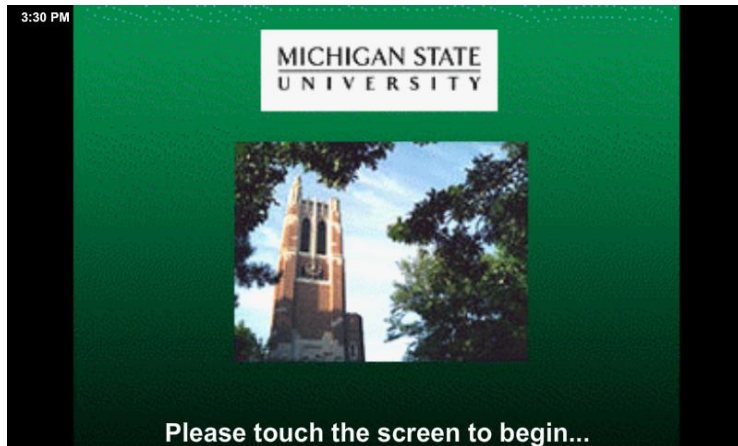 3:30 PM
MICHIGAN STATE
UNIVERSITY
Please touch the screen to begin...